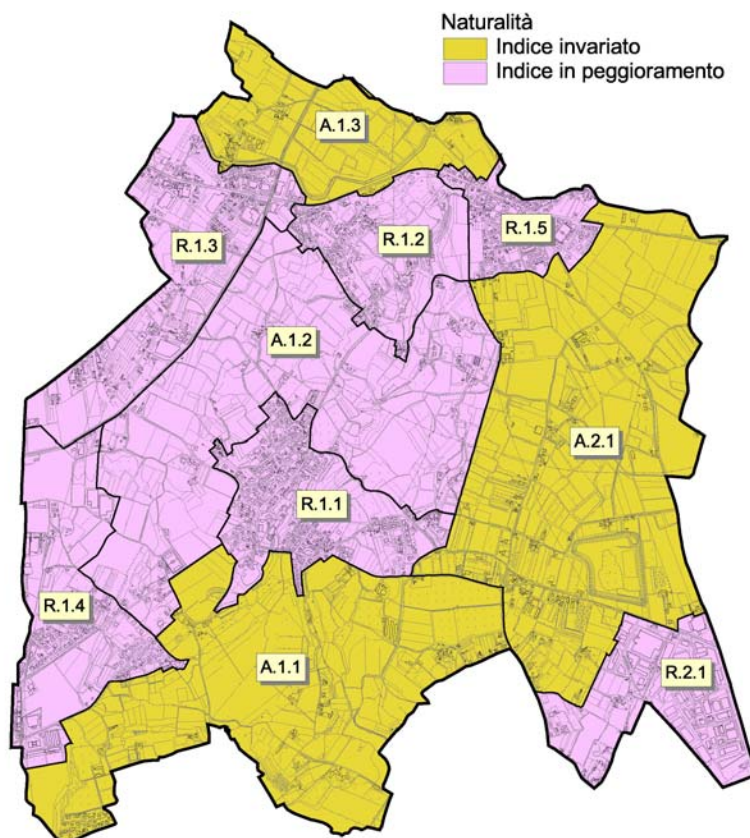 Naturalità
Indice invariato
Indice in peggioramento
A.1.3
R.1.3
R.1.2
R.1.5
A.1.2
A.2.1
R.1.1
R.1.4
A.1.1
R.2.1